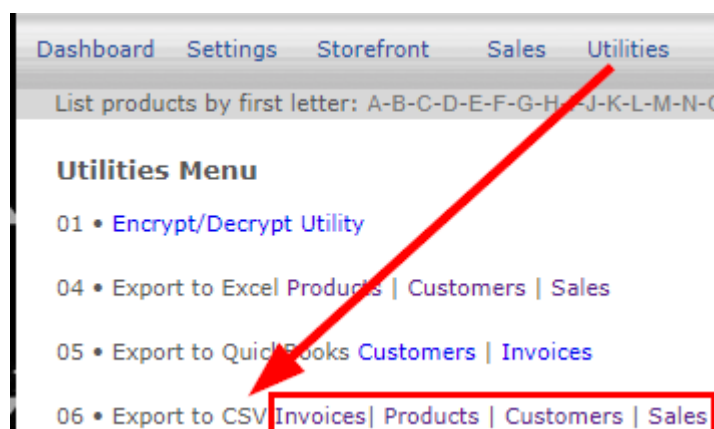 Dashboard Settings Storefront Sales Utilities
List products by first letter: A-B-C-D-E-F-G-H-I-J-K-L-M-N-
Utilities Menu
01 • Encrypt/Decrypt Utility
04 • Export to Excel Products | Customers | Sales
05 • Export to QuickBooks Customers | Invoices
06 • Export to CSV Invoices| Products | Customers | Sales